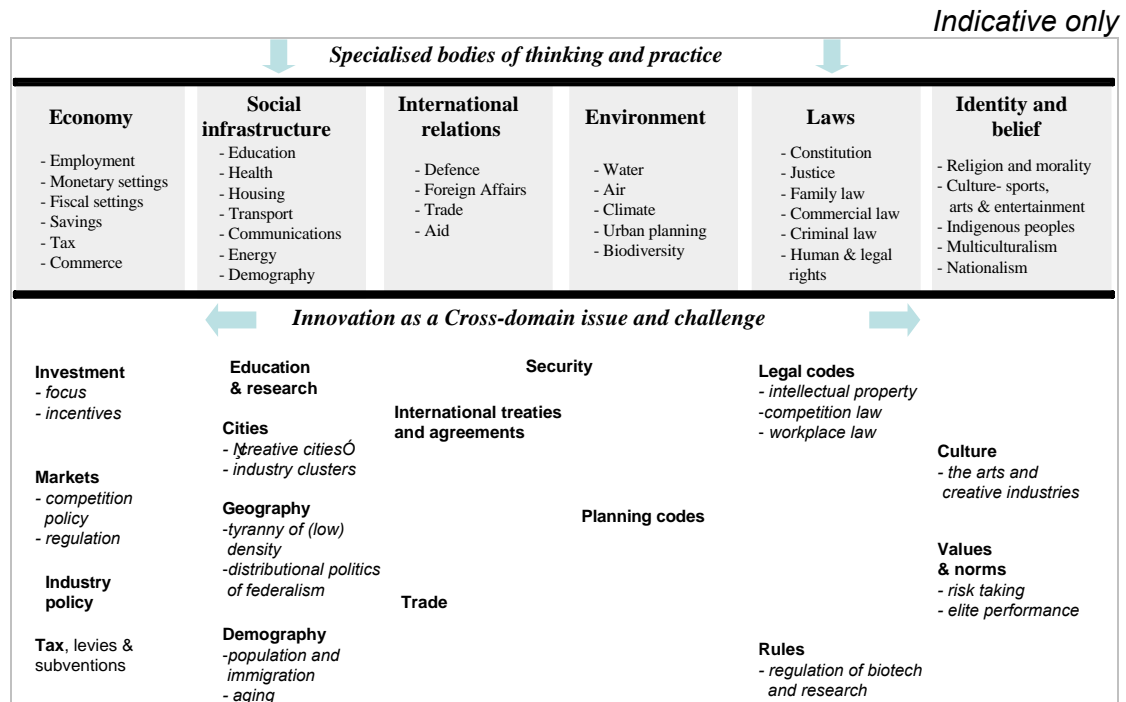 Indicative only
Specialised bodies of thinking and practice
Economy
- Employment
- Monetary settings
- Fiscal settings
- Savings
- Tax
- Commerce
Social
infrastructure
- Education
- Health
- Housing
- Transport
- Communications
- Energy
- Demography
International
relations
- Defence
- Foreign Affairs
- Trade
- Aid
Environment
- Water
- Air
- Climate
- Urban planning
- Biodiversity
Laws
- Constitution
- Justice
- Family law
- Commercial law
- Criminal law
- Human & legal
rights
Identity and
belief
- Religion and morality
- Culture- sports,
arts & entertainment
- Indigenous peoples
- Multiculturalism
- Nationalism
Innovation as a Cross-domain issue and challenge
Investment
- focus
- incentives
Markets
- competition
policy
- regulation
Industry
policy
Tax, levies &
subventions
Education
& research
Cities
- creative citiesÓ
- industry clusters
Geography
-tyranny of (low)
density
-distributional politics
of federalism
Demography
-population and
immigration
- aging
Security
International treaties
and agreements
Planning codes
Trade
Legal codes
- intellectual property
-competition law
- workplace law
Rules
- regulation of biotech
and research
Culture
- the arts and
creative industries
Values
& norms
- risk taking
- elite performance